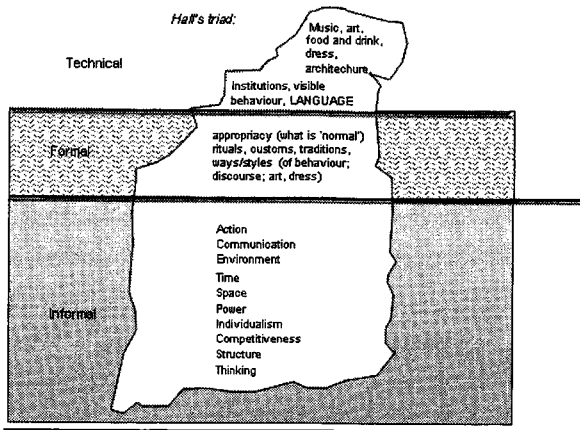 Hall's triad:
Music, art,
food and drink,
dress,
architechure,
Technical
institutions, visible
behaviour, LANGUAGE
appropriacy (what is 'normal')
rituals, customs, traditions,
ways/styles (of behaviour;
discourse; art, dress)
Formal
Action
Communication
Environment
Time
Space
Power
Individualism
Competitiveness
Structure
Thinking
Informal